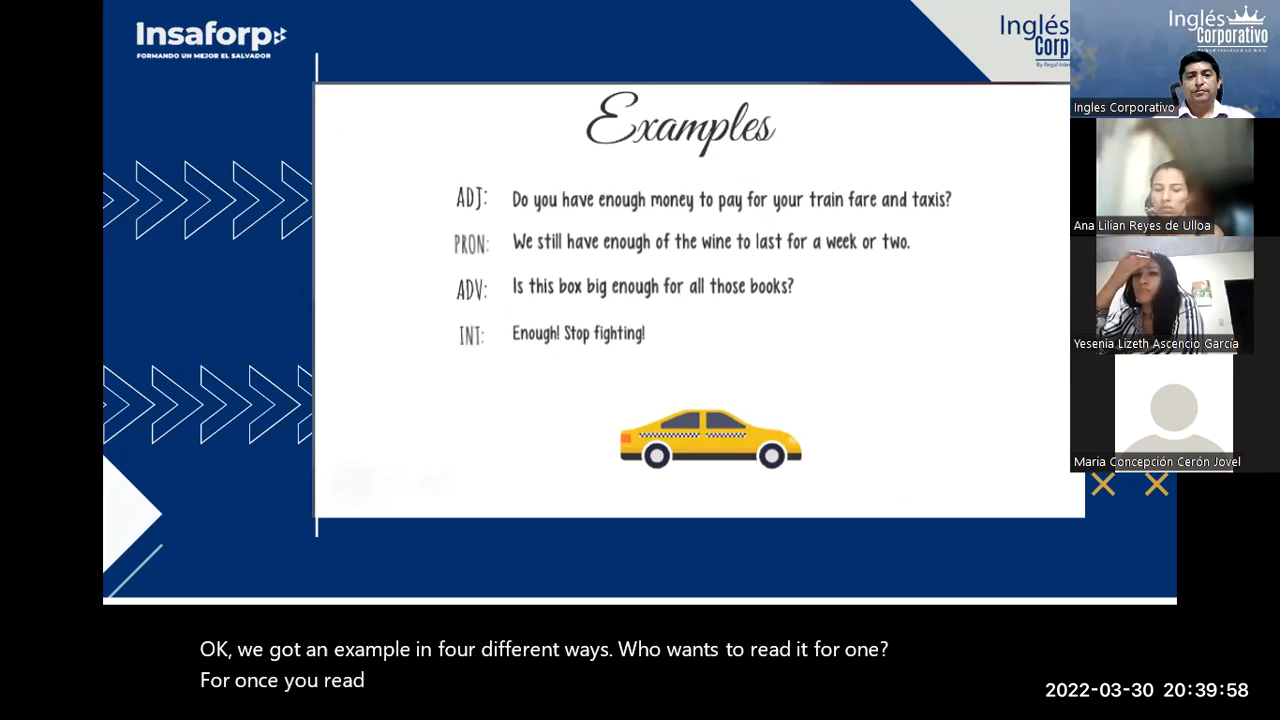 Insaforp
FORMANDO UN MEJOR EL SALVADOR
Inglés
Corp
Inglés
Corporativo
Ingles Corporativo
Ana Lilian Reyes de Ulloa
Yesenia Lizeth Ascencio García
Maria Concepción Cerón Jovel
Examples
ADJ: Do you have enough money to pay for your train fare and taxis?
PRON: We still have enough of the wine to last for a week or two.
ADV: Is this box big enough for all those books?
INT: Enough! Stop fighting!
OK, we got an example in four different ways. Who wants to read it for one?
For once you read
2022-03-30 20:39:58